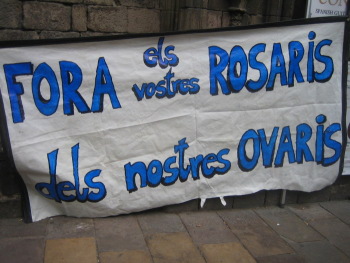 FORA els vostres ROSARIS
dels nostres OVARIS